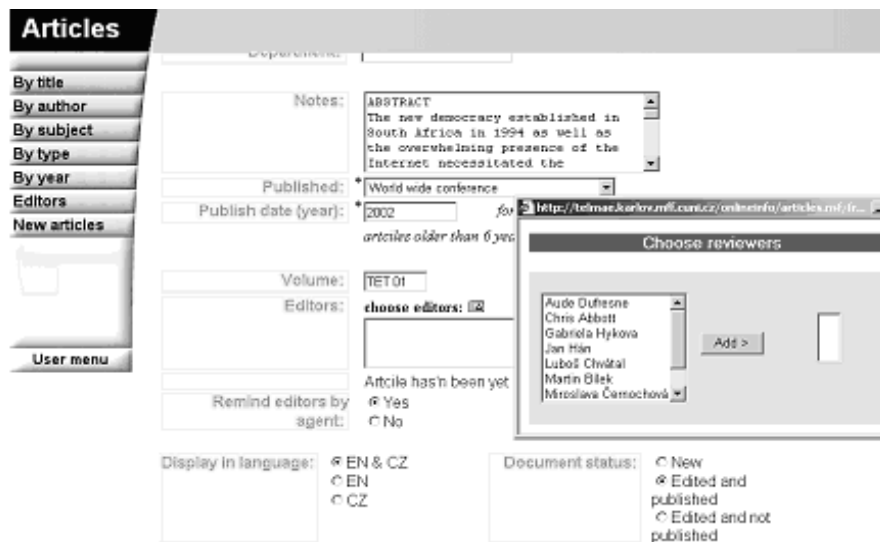 Articles
Department:
By title
By author
By subject
By type
By year
Editors
New articles
User menu
Notes:
ABSTRACT
The new democracy established in
South Africa in 1994 as well as
the overwhelming presence of the
Internet necessitated the
Published: * World wide conference
Publish date (year): * 2002 for
artciles older than 6 yea
Volume: TET 01
Editors: choose editors:
Artcile has'n been yet
Remind editors by
agent:
Yes
No
http://telmae.karlov.mff.cuni.cz/onlineinfo/articles.nsf/fr...
Choose reviewers
Aude Dufresne
Chris Abbott
Gabriela Hykova
Jan Hán
Luboš Chvátal
Martin Bílek
Miroslava Černochová
Add >
Display in language:
EN & CZ
EN
CZ
Document status:
New
Edited and
published
Edited and not
published